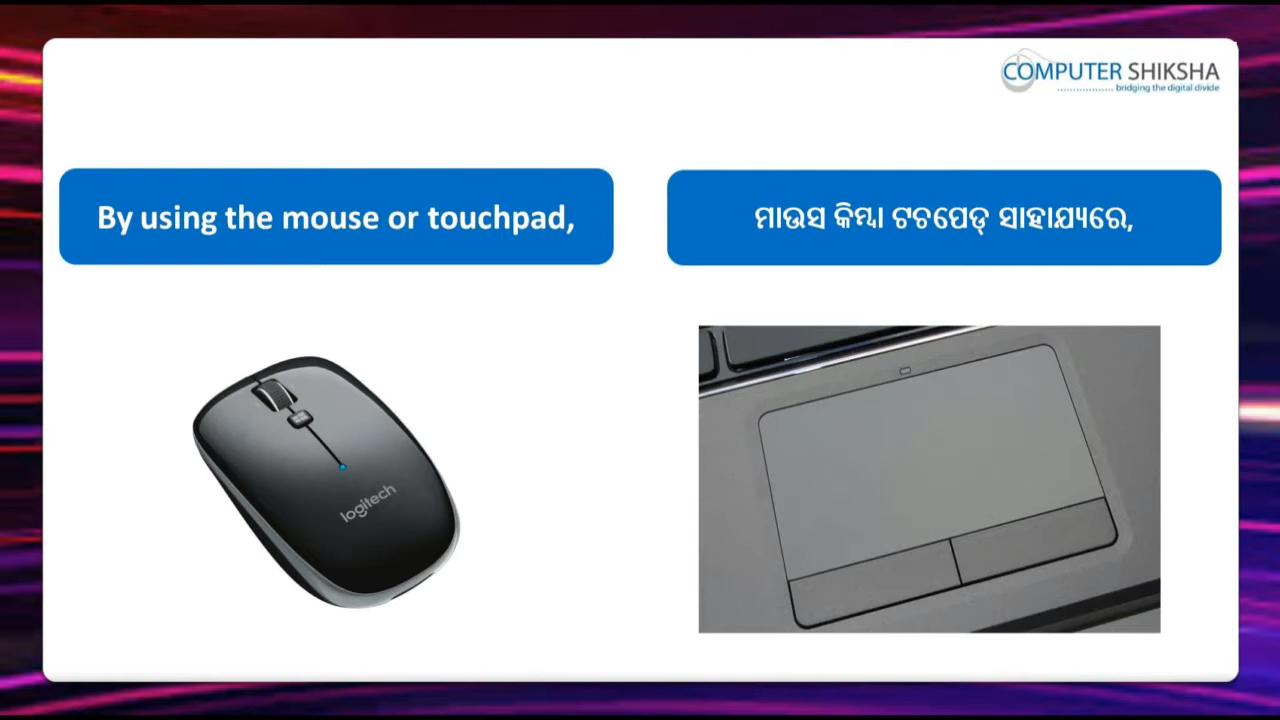 COMPUTER SHIKSHA
bridging the digital divide
By using the mouse or touchpad,
ମାଉସ କିମ୍ବା ଟଚପେଡ୍ ସାହାଯ୍ୟରେ,
logitech